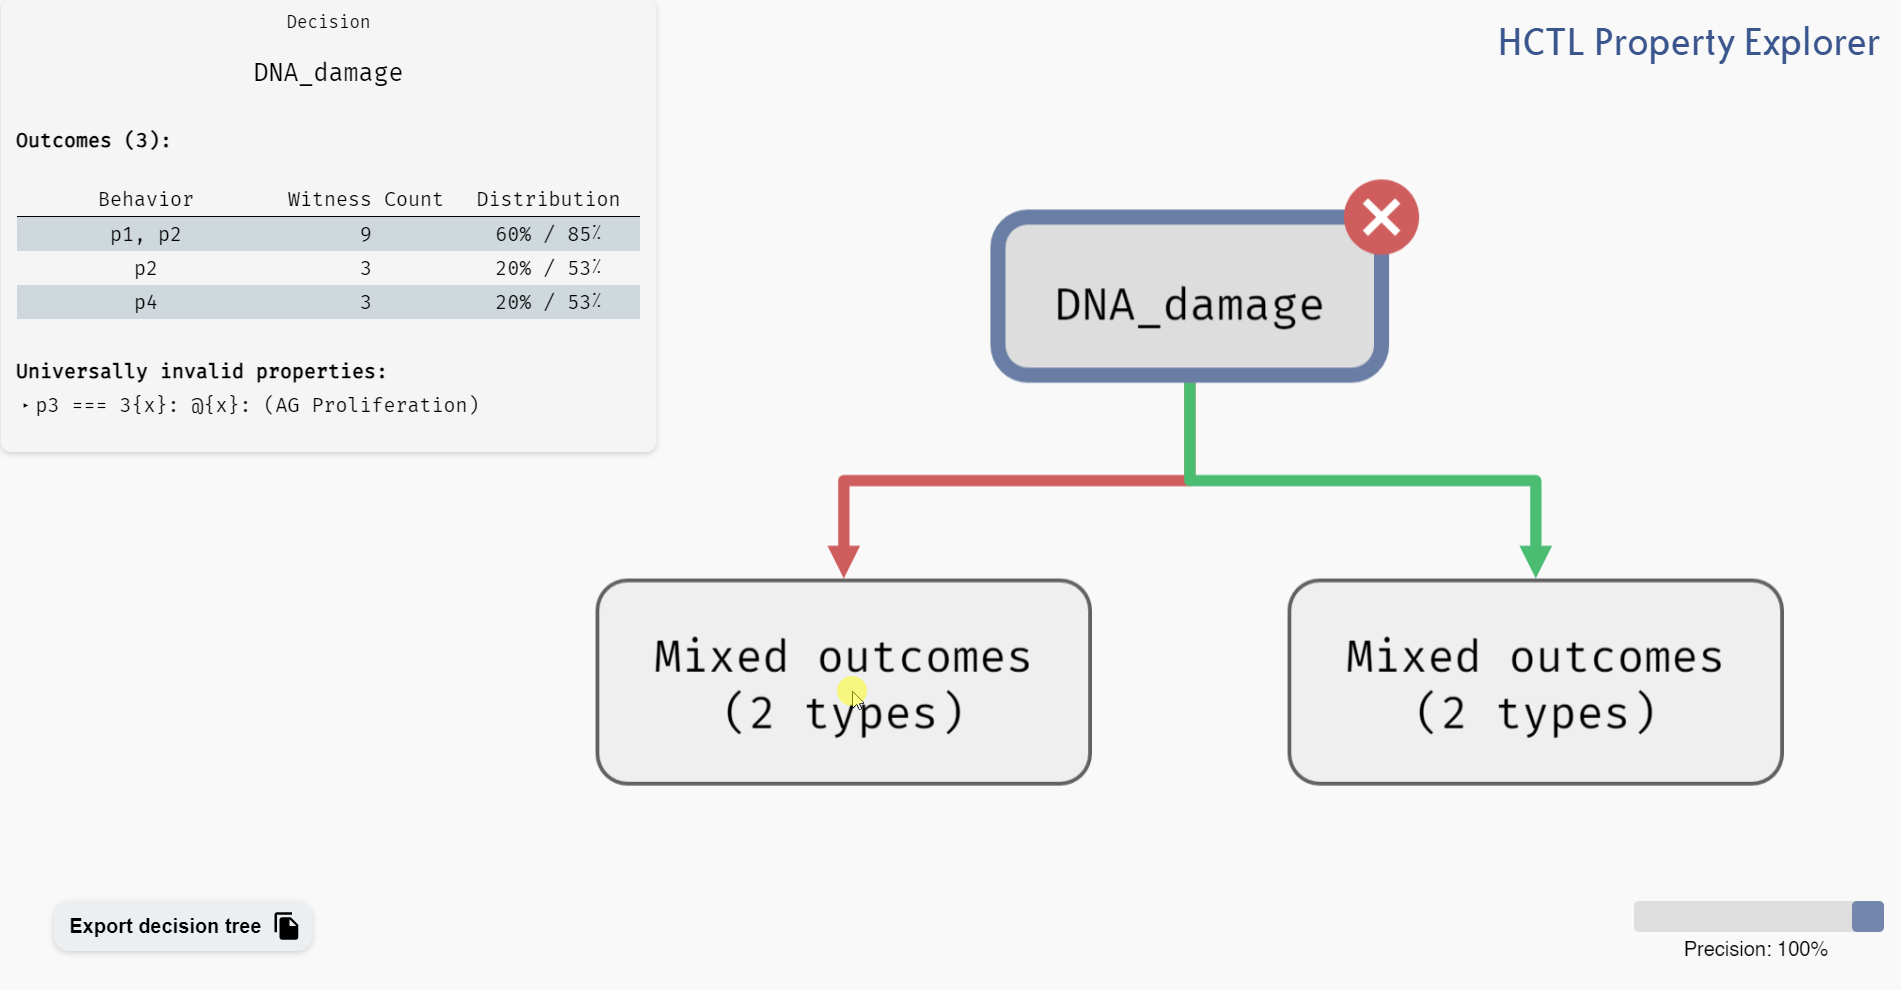 Decision
DNA_damage
Outcomes (3):
Behavior Witness Count Distribution
p1, p2 9 60% / 85⁒
p2 3 20% / 53⁒
p4 3 20% / 53⁒
Universally invalid properties:
‣ p3 === 3{x}: @{x}: (AG Proliferation)
HCTL Property Explorer
DNA_damage
Mixed outcomes
(2 types)
Mixed outcomes
(2 types)
Export decision tree
Precision: 100%